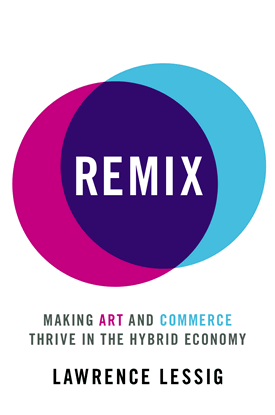 REMIX
MAKING ART AND COMMERCE
THRIVE IN THE HYBRID ECONOMY
LAWRENCE LESSIG